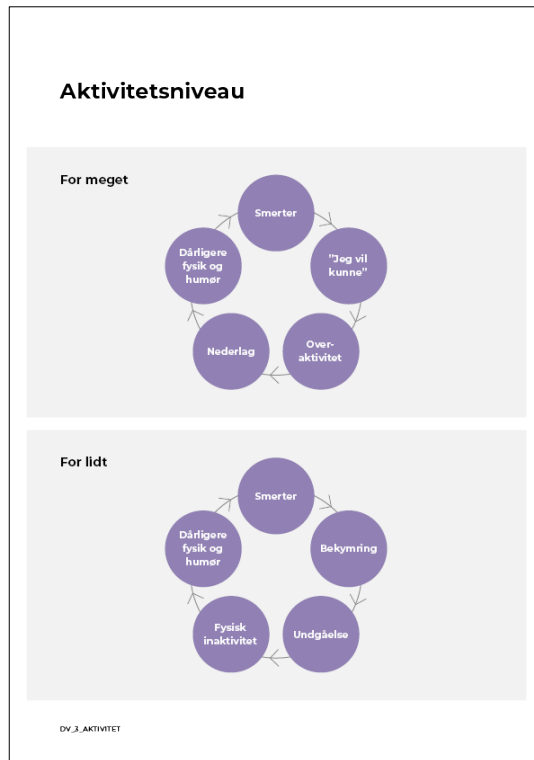 Aktivitetsniveau
For meget
Smerter
"Jeg vil
kunne"
Over-
aktivitet
Nederlag
Dårligere
fysik og
humør
For lidt
Smerter
Bekymring
Undgåelse
Fysisk
inaktivitet
Dårligere
fysik og
humør
DV_3_AKTIVITET